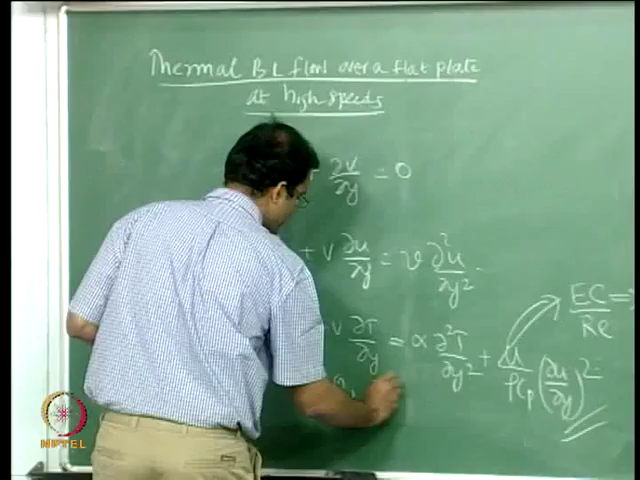 Thermal BL flow over a flat plate
at high speeds
∂v/∂y = 0
+ v ∂u/∂y = ν ∂²u/∂y²
v ∂T/∂y = α ∂²T/∂y² + μ/ρCp (∂u/∂y)²
EC/Re =
NPTEL